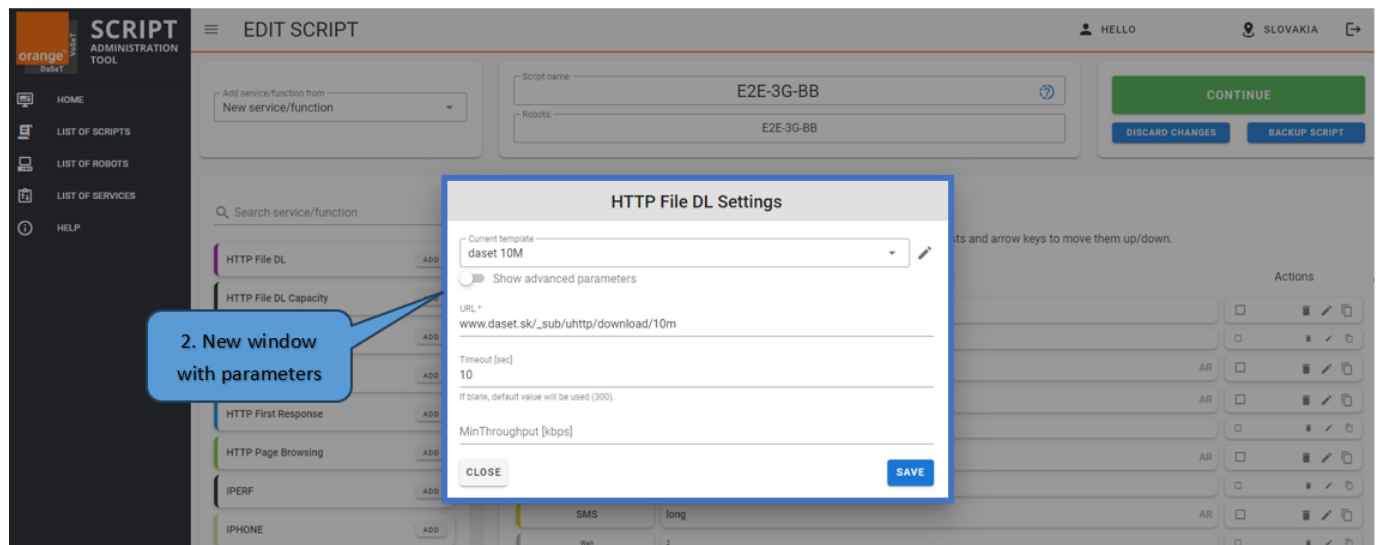 orange™
DaSeT
VoSeT
SCRIPT
ADMINISTRATION
TOOL
HOME
LIST OF SCRIPTS
LIST OF ROBOTS
LIST OF SERVICES
HELP
EDIT SCRIPT
HELLO
SLOVAKIA
Add service/function from
New service/function
Script name:
E2E-3G-BB
Robots:
E2E-3G-BB
CONTINUE
DISCARD CHANGES
BACKUP SCRIPT
Search service/function
HTTP File DL
ADD
HTTP File DL Capacity
ADD
ADD
ADD
HTTP First Response
ADD
HTTP Page Browsing
ADD
IPERF
ADD
IPHONE
ADD
2. New window
with parameters
HTTP File DL Settings
Current template
daset 10M
Show advanced parameters
URL *
www.daset.sk/_sub/uhttp/download/10m
Timeout [sec]
10
If blank, default value will be used (300).
MinThroughput [kbps]
CLOSE
SAVE
and arrow keys to move them up/down.
Actions
AR
AR
AR
SMS
long
AR
Wait
2